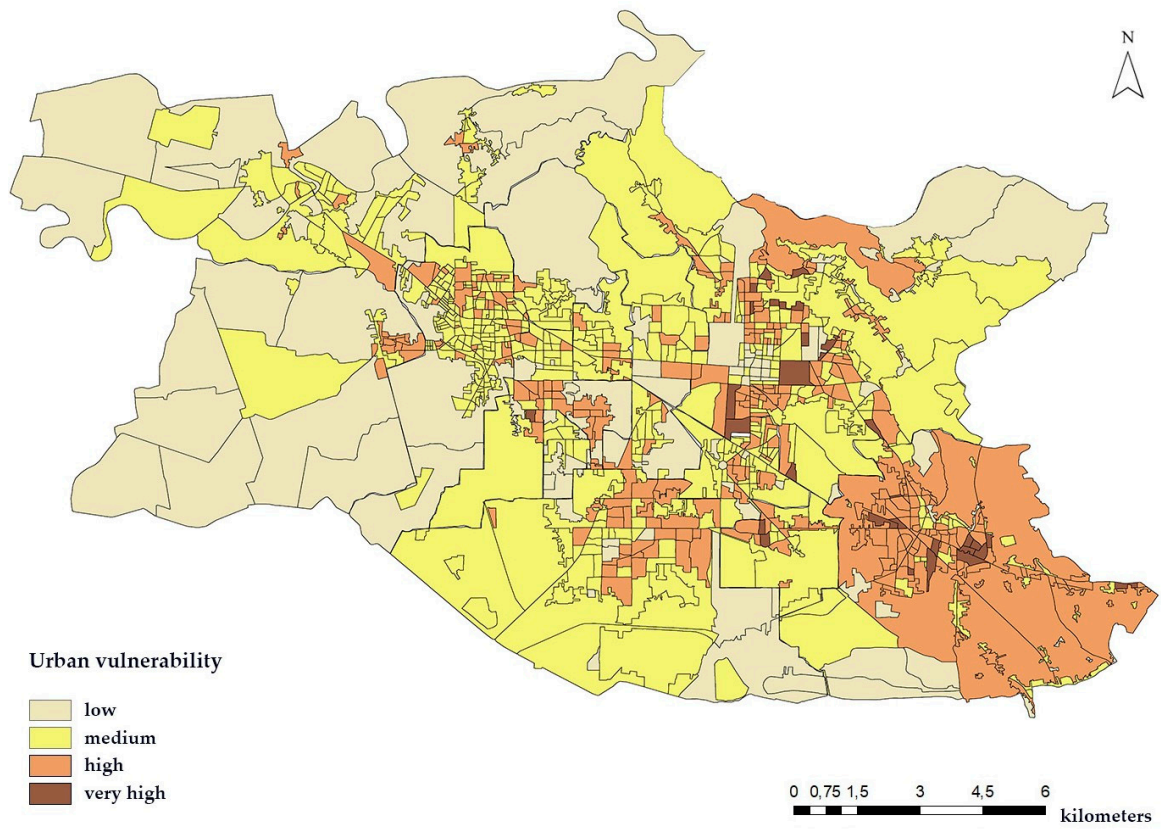 N
Urban vulnerability
low
medium
high
very high
0 0,75 1,5 3 4,5 6
kilometers